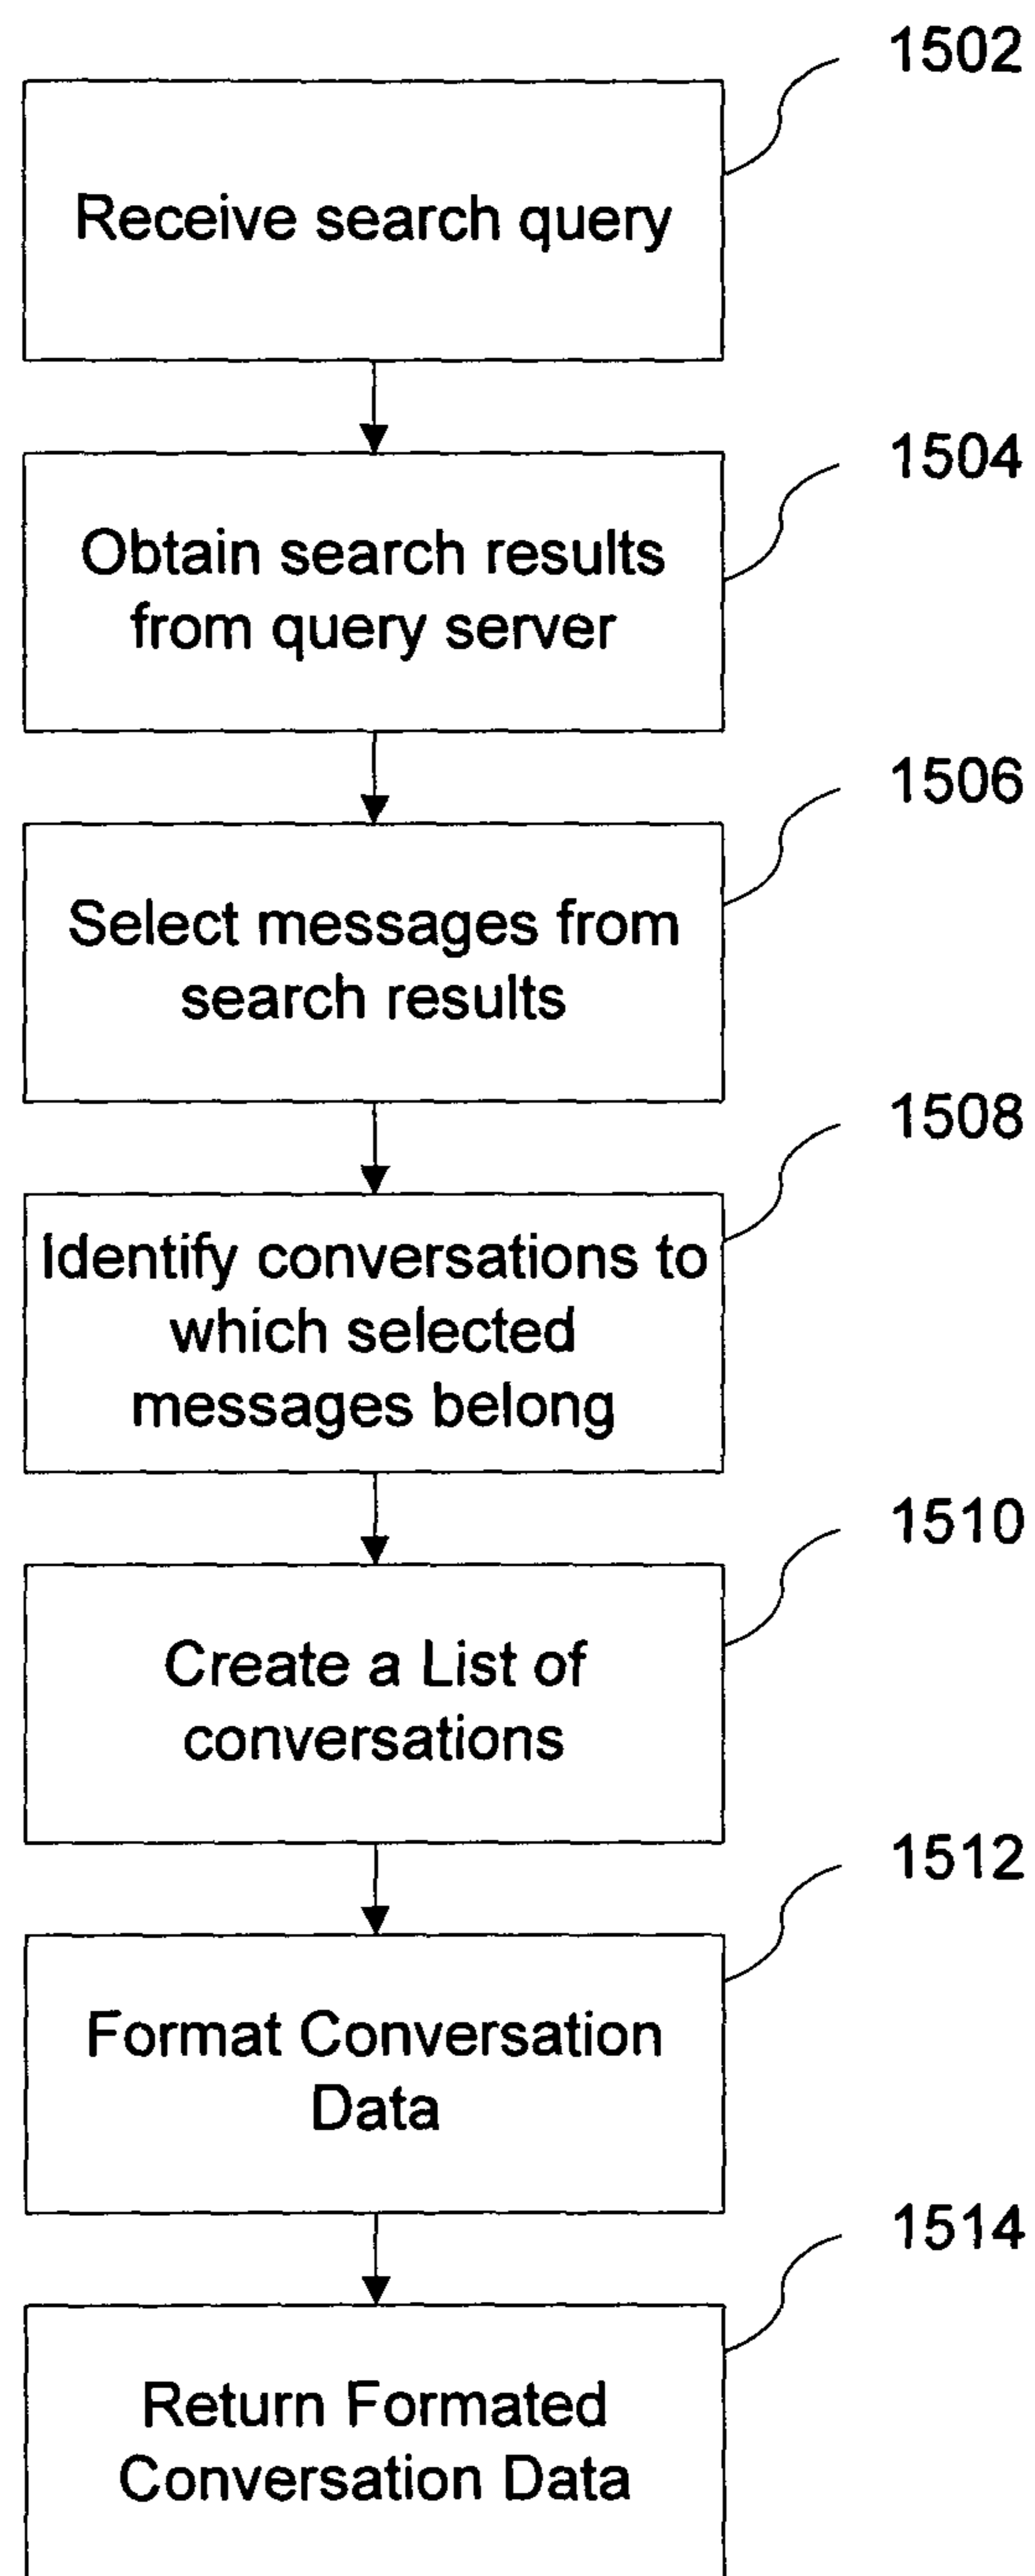 1502
Receive search query
1504
Obtain search results
from query server
1506
Select messages from
search results
1508
Identify conversations to
which selected
messages belong
1510
Create a List of
conversations
1512
Format Conversation
Data
1514
Return Formated
Conversation Data